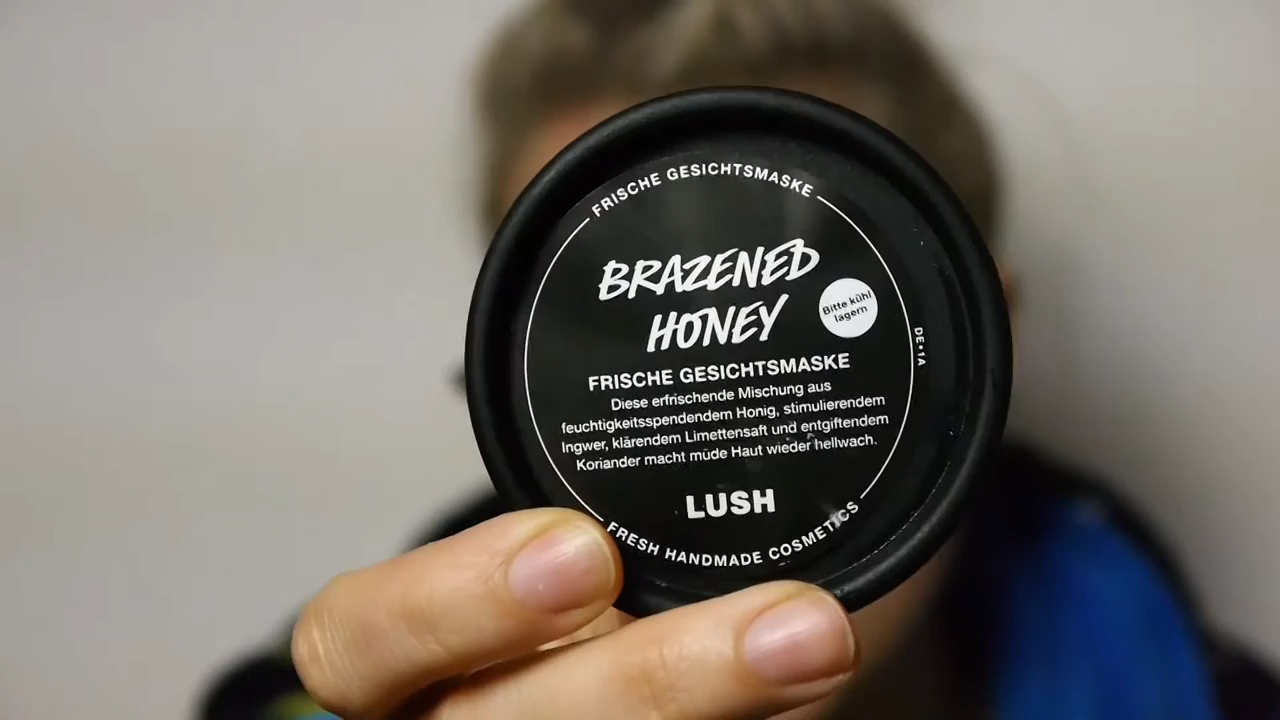 FRISCHE GESICHTSMASKE
BRAZENED
HONEY
Bitte kühl
lagern
DE•1A
FRISCHE GESICHTSMASKE
Diese erfrischende Mischung aus
feuchtigkeitsspendendem Honig, stimulierendem
Ingwer, klärendem Limettensaft und entgiftendem
Koriander macht müde Haut wieder hellwach.
LUSH
FRESH HANDMADE COSMETICS